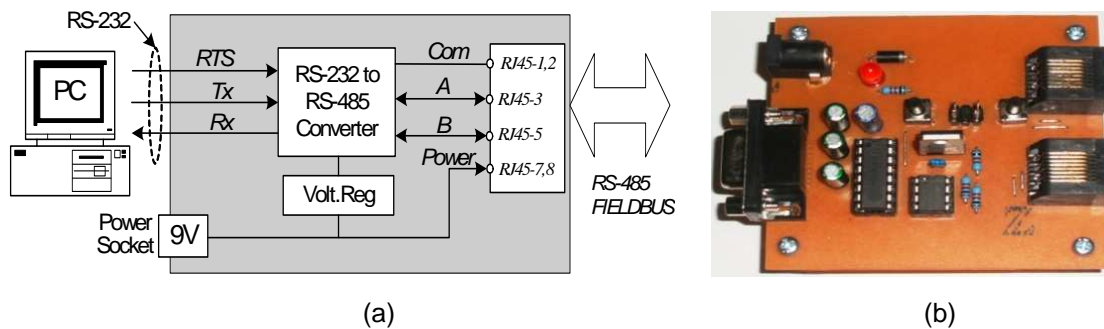 RS-232
PC
RTS
Tx
Rx
RS-232 to
RS-485
Converter
Volt.Reg
Power
Socket
9V
Com
A
B
Power
RJ45-1,2
RJ45-3
RJ45-5
RJ45-7,8
RS-485
FIELDBUS
(a)
(b)